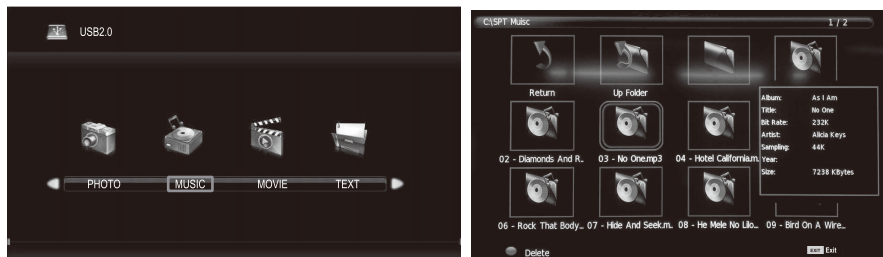 USB2.0
PHOTO MUSIC MOVIE TEXT
C:\SPT Muisc 1 / 2
Return Up Folder
Album: As I Am
Title: No One
Bit Rate: 232K
Artist: Alicia Keys
Sampling: 44K
Year:
Size: 7238 KBytes
02 - Diamonds And R... 03 - No One.mp3 04 - Hotel California.m...
06 - Rock That Body... 07 - Hide And Seek.m... 08 - He Mele No Lilo... 09 - Bird On A Wire...
Delete EXIT Exit